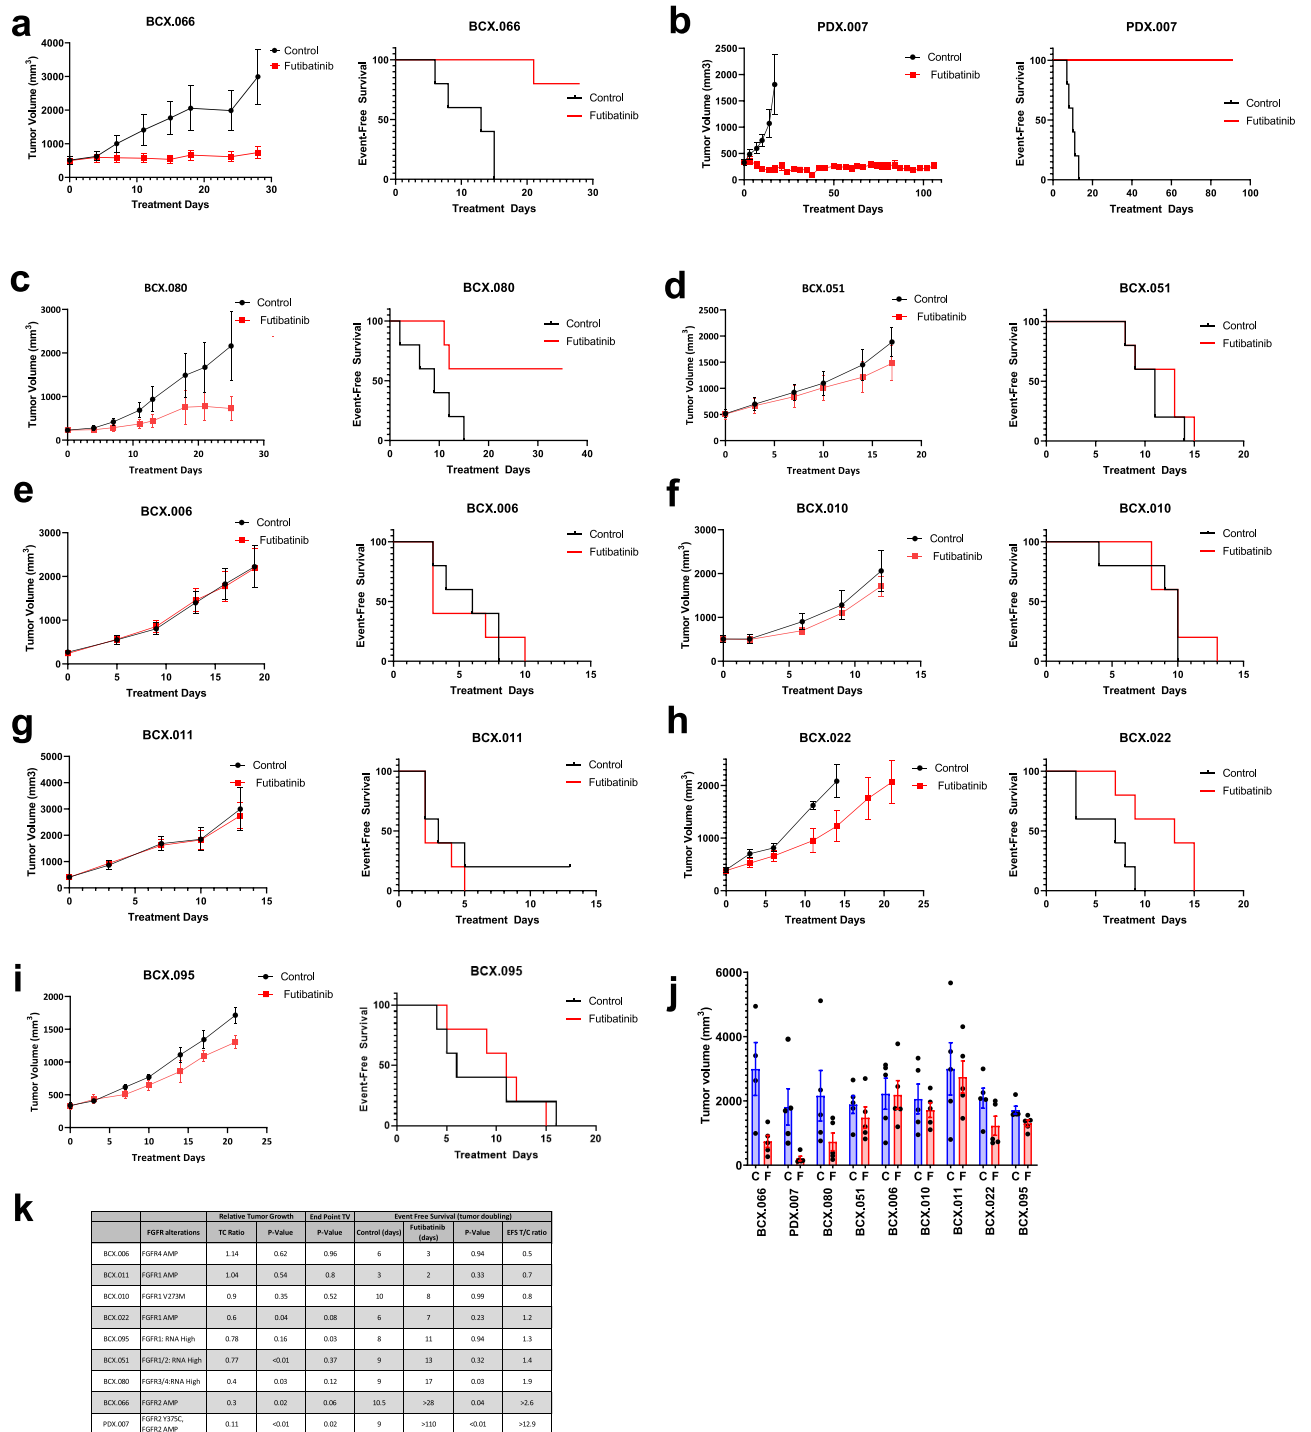 a
BCX.066
Tumor Volume (mm³)
4000
3000
2000
1000
0
0 10 20 30
Treatment Days
Control
Futibatinib
BCX.066
Event-Free Survival
100
50
0
0 10 20 30
Treatment Days
Control
Futibatinib
b
PDX.007
Tumor Volume (mm3)
2500
2000
1500
1000
500
0
0 50 100
Treatment Days
Control
Futibatinib
PDX.007
Event-Free Survival
100
50
0
0 20 40 60 80 100
Treatment Days
Control
Futibatinib
c
BCX.080
Tumor Volume (mm³)
3000
2000
1000
0
0 10 20 30
Treatment Days
Control
Futibatinib
BCX.080
Event-Free Survival
100
50
0
0 10 20 30 40
Treatment Days
Control
Futibatinib
d
BCX.051
Tumor Volume (mm³)
2500
2000
1500
1000
500
0
0 5 10 15 20
Treatment Days
Control
Futibatinib
BCX.051
Event-Free Survival
100
50
0
0 5 10 15 20
Treatment Days
Control
Futibatinib
e
BCX.006
Tumor Volume (mm³)
3000
2000
1000
0
0 5 10 15 20
Treatment Days
Control
Futibatinib
BCX.006
Event-Free Survival
100
50
0
0 5 10 15
Treatment Days
Control
Futibatinib
f
BCX.010
Tumor Volume (mm³)
3000
2000
1000
0
0 5 10 15
Treatment Days
Control
Futibatinib
BCX.010
Event-Free Survival
100
50
0
0 5 10 15
Treatment Days
Control
Futibatinib
g
BCX.011
Tumor Volume (mm3)
5000
4000
3000
2000
1000
0
0 5 10 15
Treatment Days
Control
Futibatinib
BCX.011
Event-Free Survival
100
50
0
0 5 10 15
Treatment Days
Control
Futibatinib
h
BCX.022
Tumor Volume (mm³)
2000
1000
0
0 5 10 15 20 25
Treatment Days
Control
Futibatinib
BCX.022
Event-Free Survival
100
50
0
0 5 10 15 20
Treatment Days
Control
Futibatinib
i
BCX.095
Tumor Volume (mm³)
2000
1500
1000
500
0
0 5 10 15 20 25
Treatment Days
Control
Futibatinib
BCX.095
Event-Free Survival
100
50
0
0 5 10 15 20
Treatment Days
Control
Futibatinib
j
Tumor volume (mm³)
6000
4000
2000
0
C F C F C F C F C F C F C F C F C F
BCX.066 PDX.007 BCX.080 BCX.051 BCX.006 BCX.010 BCX.011 BCX.022 BCX.095
k
Relative Tumor Growth End Point TV Event Free Survival (tumor doubling)
FGFR alterations TC Ratio P-Value P-Value Control (days) Futibatinib (days) P-Value EFS T/C ratio
BCX.006 FGFR4 AMP 1.14 0.62 0.96 6 3 0.94 0.5
BCX.011 FGFR1 AMP 1.04 0.54 0.8 3 2 0.33 0.7
BCX.010 FGFR1 V273M 0.9 0.35 0.52 10 8 0.99 0.8
BCX.022 FGFR1 AMP 0.6 0.04 0.08 6 7 0.23 1.2
BCX.095 FGFR1: RNA High 0.78 0.16 0.03 8 11 0.94 1.3
BCX.051 FGFR1/2: RNA High 0.77 <0.01 0.37 9 13 0.32 1.4
BCX.080 FGFR3/4:RNA High 0.4 0.03 0.12 9 17 0.03 1.9
BCX.066 FGFR2 AMP 0.3 0.02 0.06 10.5 >28 0.04 >2.6
PDX.007 FGFR2 Y375C, FGFR2 AMP 0.11 <0.01 0.02 9 >110 <0.01 >12.9